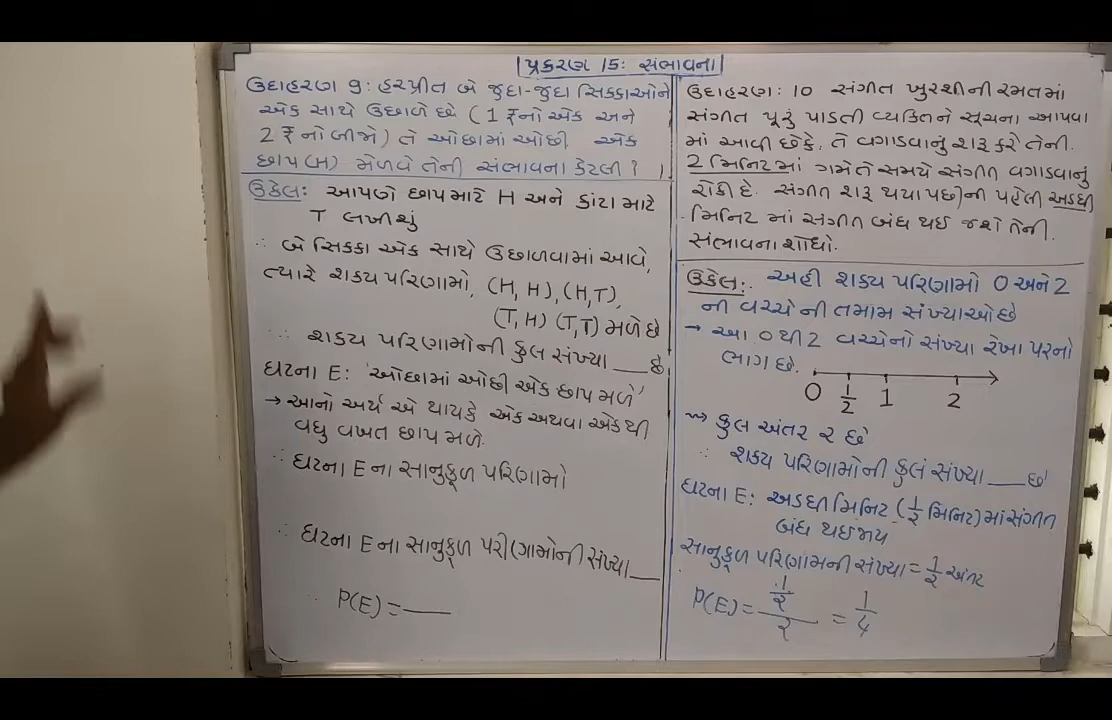 પ્રકરણ 15: સંભાવના
ઉદાહરણ 9: હરપ્રીત બે જુદા-જુદા સિક્કાઓને
એક સાથે ઉછાળે છે (1 ₹નો એક અને
2 ₹ નો બીજો) તે ઓછામાં ઓછી એક
છાપ (H) મેળવે તેની સંભાવના કેટલી ?
ઉકેલ: આપણે છાપ માટે H અને કાંટા માટે
T લખીશું
∴ બે સિક્કા એક સાથે ઉછાળવામાં આવે,
ત્યારે શક્ય પરિણામો, (H, H), (H,T),
(T, H) (T,T) મળે છે
∴ શક્ય પરિણામોની કુલ સંખ્યા ___ છે
ઘટના E: 'ઓછામાં ઓછી એક છાપ મળે'
→ આનો અર્થ એ થાય કે એક અથવા એકથી
વધુ વખત છાપ મળે.
∴ ઘટના E ના સાનુકૂળ પરિણામો
∴ ઘટના E ના સાનુકૂળ પરીણામોની સંખ્યા ___
∴ P(E) = ___
ઉદાહરણ: 10 સંગીત ખુરશીની રમતમાં
સંગીત પૂરું પાડતી વ્યક્તિને સૂચના આપવા
માં આવી છેકે, તે વગાડવાનું શરૂ કરે તેની
2 મિનિટમાં ગમે તે સમયે સંગીત વગાડવાનું
રોકી દે. સંગીત શરૂ થયા પછીની પહેલી અડધી
મિનિટ માં સંગીત બંધ થઈ જશે તેની
સંભાવના શોધો.
ઉકેલ: અહી શક્ય પરિણામો 0 અને 2
ની વચ્ચેની તમામ સંખ્યાઓ છે
→ આ 0 થી 2 વચ્ચેનો સંખ્યા રેખા પરનો
ભાગ છે.
0 1/2 1 2
કુલ અંતર ૨ છે
∴ શક્ય પરિણામોની કુલ સંખ્યા ___ છે
ઘટના E: અડધી મિનિટ (1/2 મિનિટ) માં સંગીત
બંધ થઈ જાય
સાનુકૂળ પરિણામની સંખ્યા = 1/૨ અંતર
P(E) = (1/૨)/૨ = 1/4